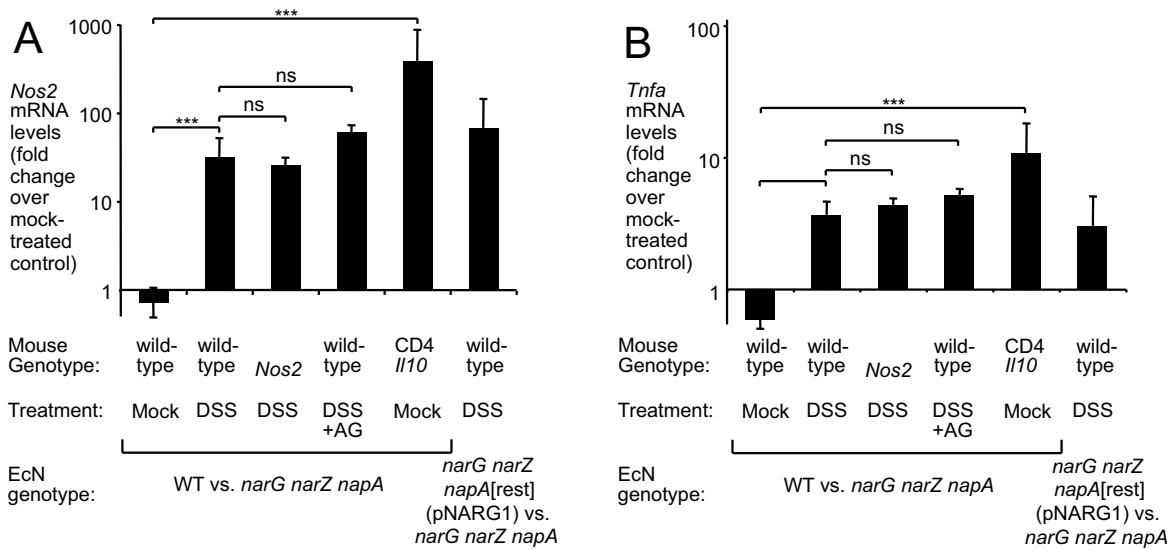 A
Nos2
mRNA
levels
(fold
change
over
mock-
treated
control)
1000
100
10
1
***
ns
ns
***
Mouse
Genotype:
wild-
type
wild-
type
Nos2
wild-
type
CD4
Il10
wild-
type
Treatment:
Mock
DSS
DSS
DSS
+AG
Mock
DSS
EcN
genotype:
WT vs. narG narZ napA
narG narZ
napA[rest]
(pNARG1) vs.
narG narZ napA
B
Tnfa
mRNA
levels
(fold
change
over
mock-
treated
control)
100
10
1
***
ns
ns
Mouse
Genotype:
wild-
type
wild-
type
Nos2
wild-
type
CD4
Il10
wild-
type
Treatment:
Mock
DSS
DSS
DSS
+AG
Mock
DSS
EcN
genotype:
WT vs. narG narZ napA
narG narZ
napA[rest]
(pNARG1) vs.
narG narZ napA